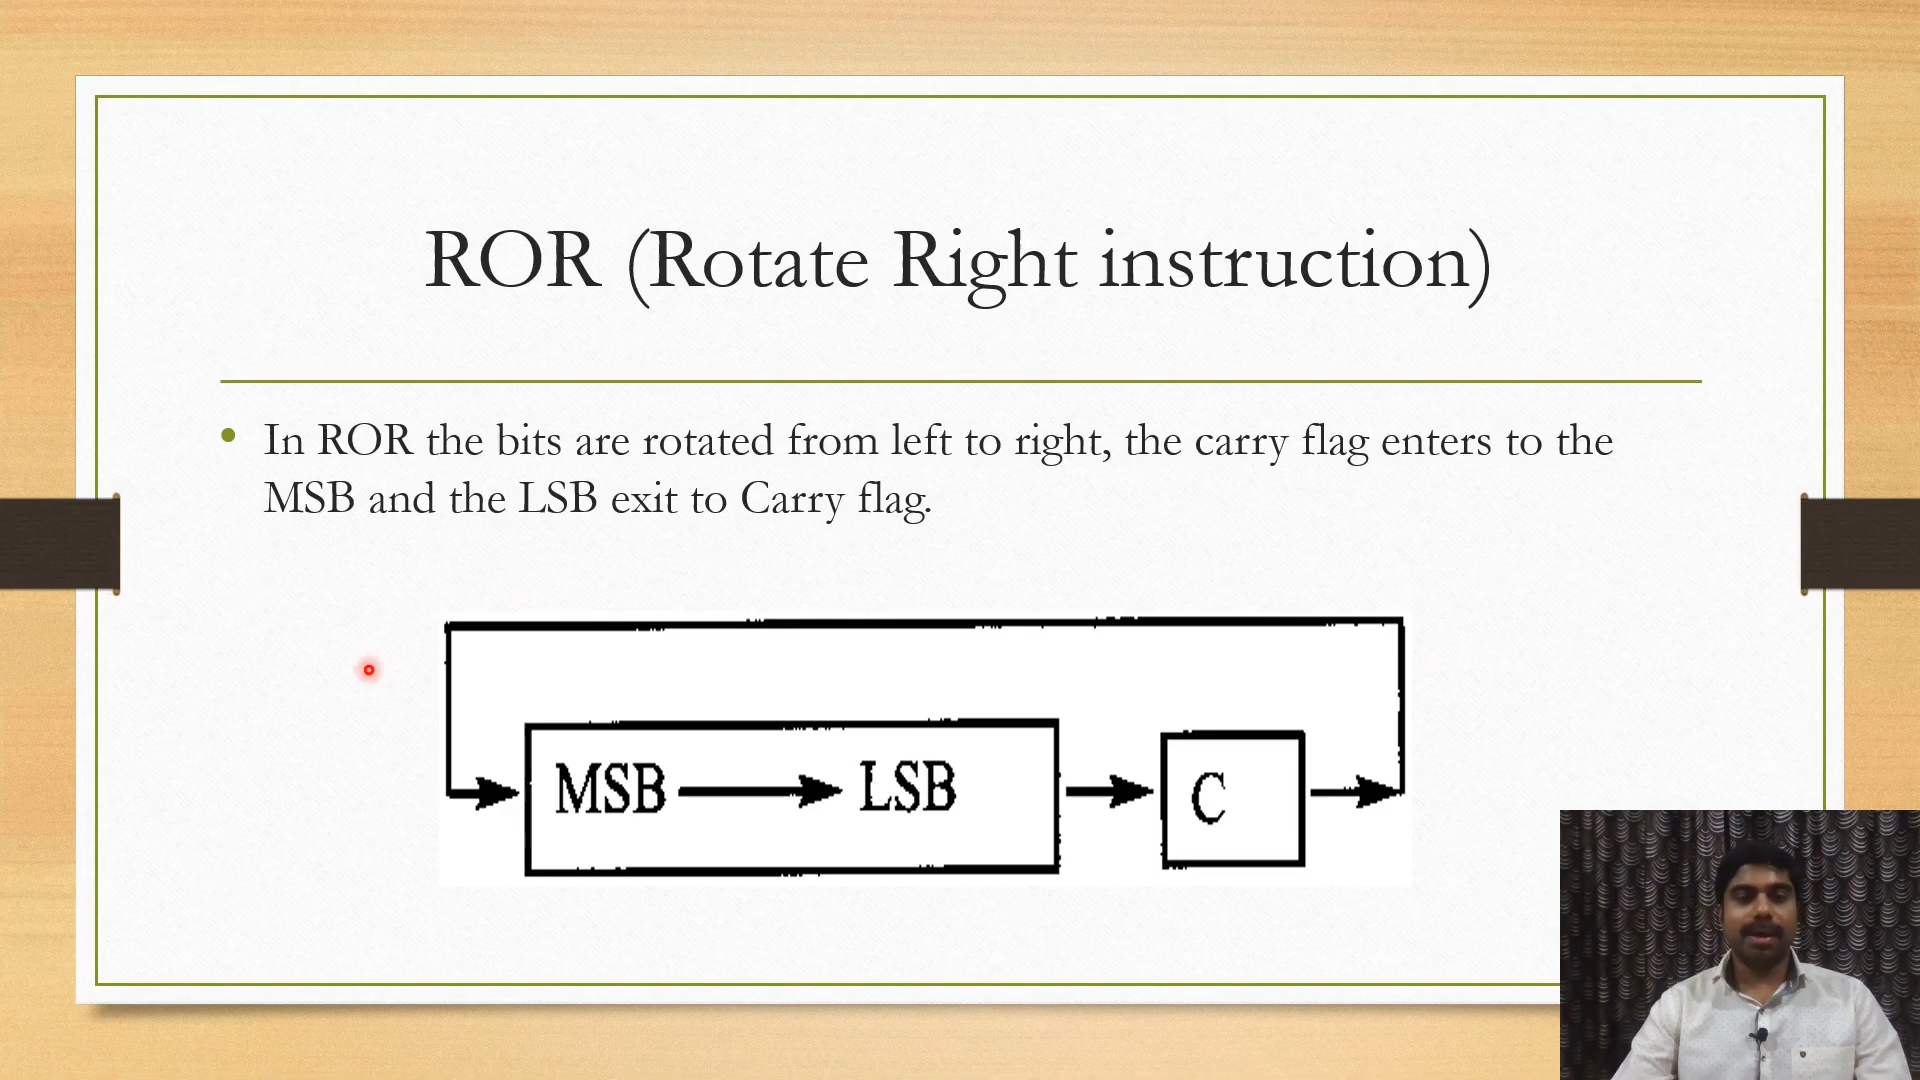 ROR (Rotate Right instruction)
In ROR the bits are rotated from left to right, the carry flag enters to the
MSB and the LSB exit to Carry flag.
MSB LSB C